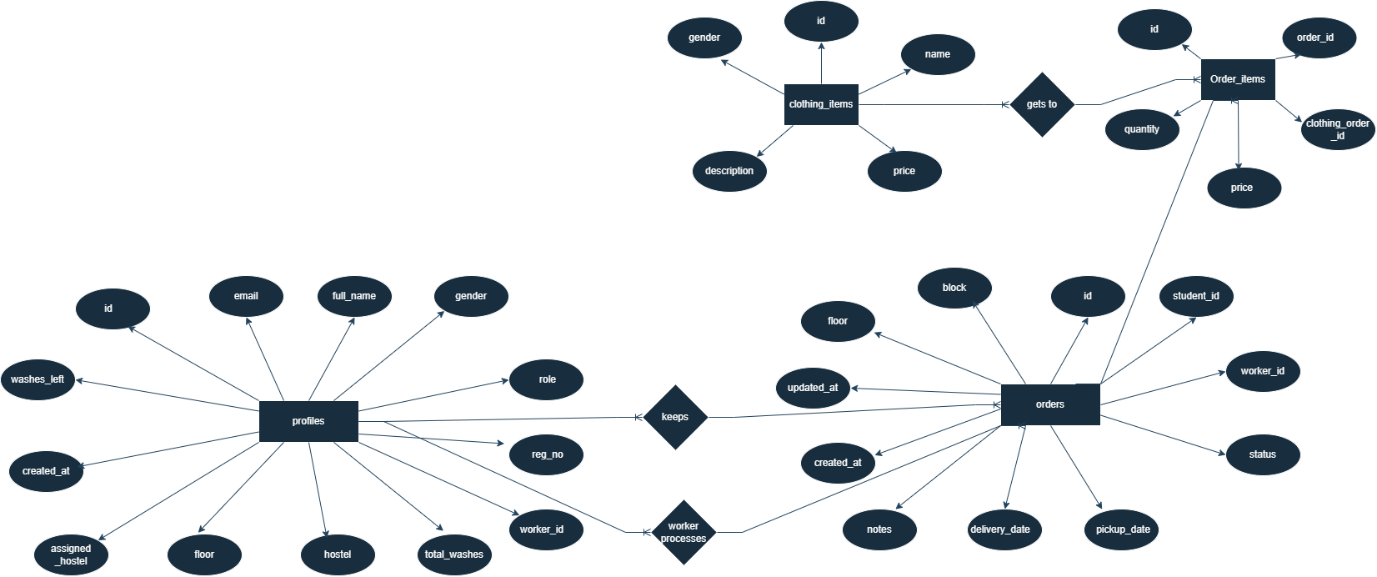 id
gender
name
clothing_items
description
price
gets to
id
order_id
Order_items
quantity
clothing_order
_id
price
id
email
full_name
gender
washes_left
role
profiles
reg_no
created_at
worker_id
assigned
_hostel
floor
hostel
total_washes
keeps
worker
processes
block
id
student_id
floor
updated_at
worker_id
orders
created_at
status
notes
delivery_date
pickup_date